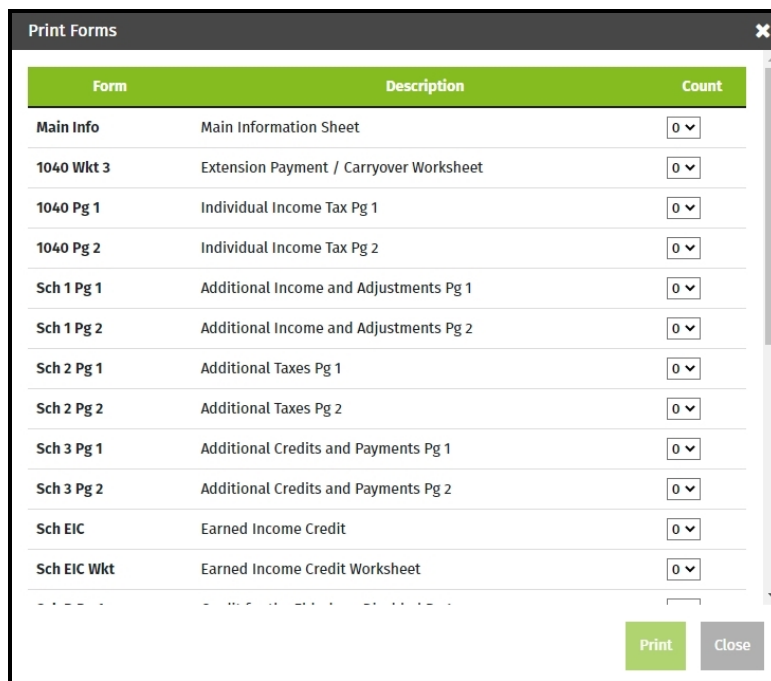 Print Forms
Form Description Count
Main Info Main Information Sheet 0
1040 Wkt 3 Extension Payment / Carryover Worksheet 0
1040 Pg 1 Individual Income Tax Pg 1 0
1040 Pg 2 Individual Income Tax Pg 2 0
Sch 1 Pg 1 Additional Income and Adjustments Pg 1 0
Sch 1 Pg 2 Additional Income and Adjustments Pg 2 0
Sch 2 Pg 1 Additional Taxes Pg 1 0
Sch 2 Pg 2 Additional Taxes Pg 2 0
Sch 3 Pg 1 Additional Credits and Payments Pg 1 0
Sch 3 Pg 2 Additional Credits and Payments Pg 2 0
Sch EIC Earned Income Credit 0
Sch EIC Wkt Earned Income Credit Worksheet 0
Print Close